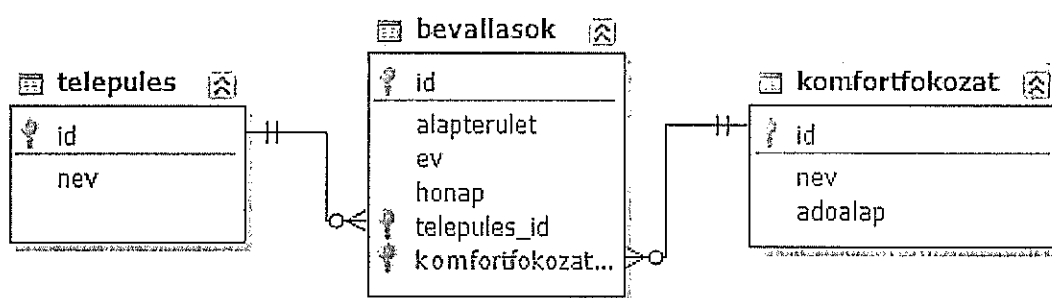 telepules
id
nev
bevallasok
id
alapterulet
ev
honap
telepules_id
komfortfokozat...
komfortfokozat
id
nev
adoalap